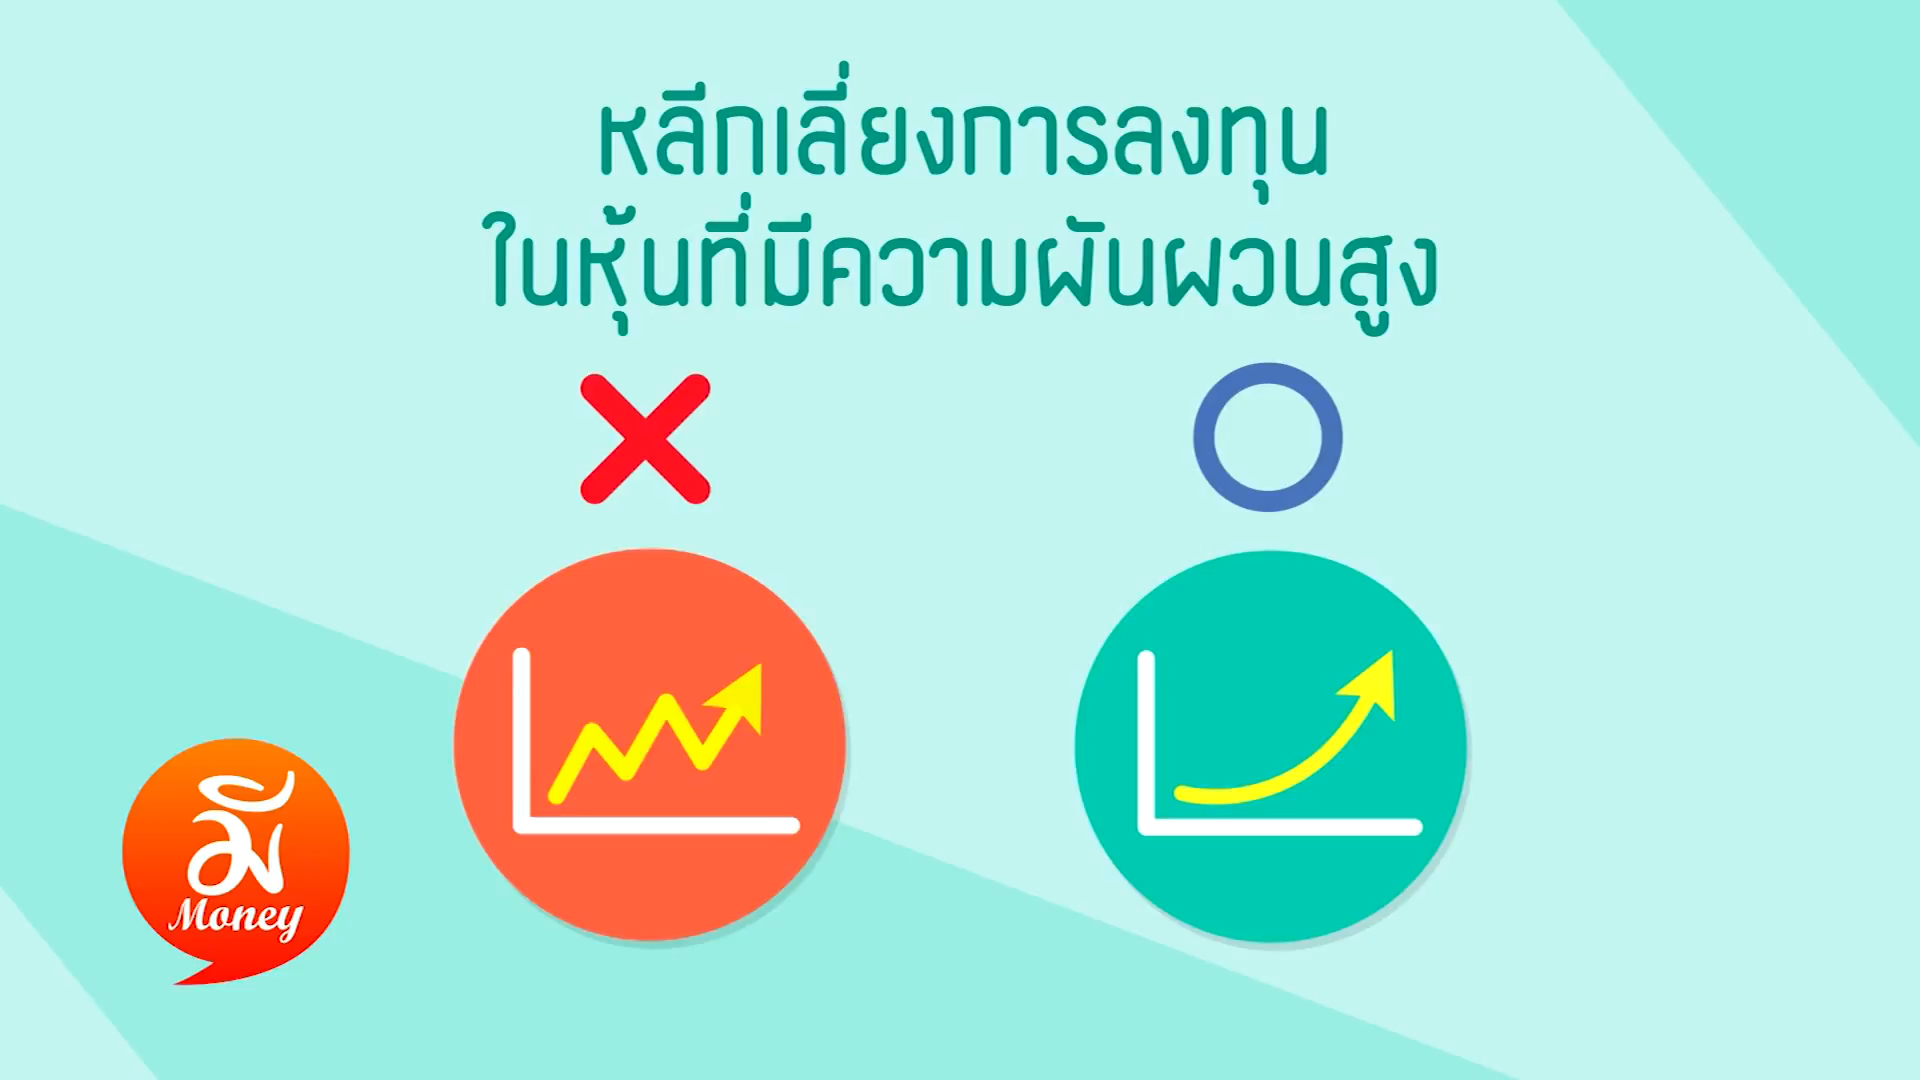 หลีกเลี่ยงการลงทุน
ในหุ้นที่มีความผันผวนสูง
มี
Money